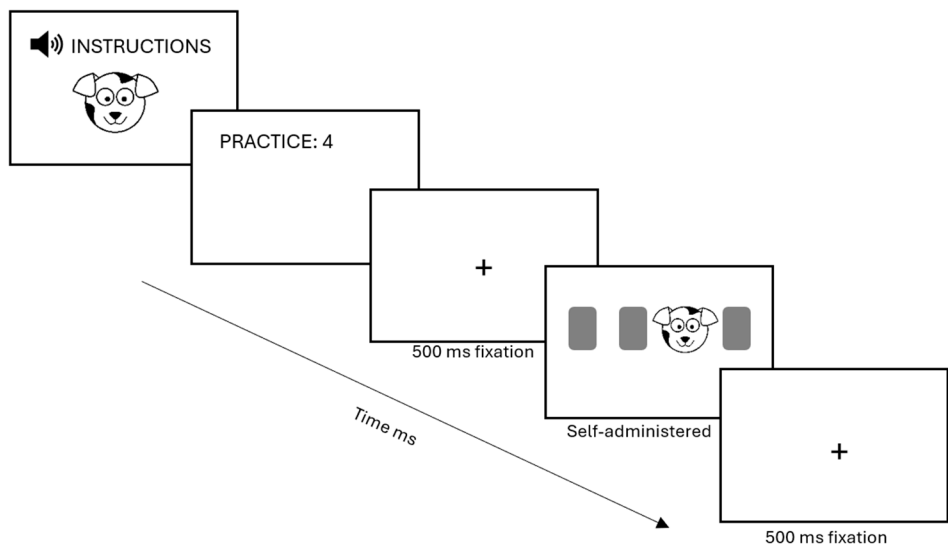 INSTRUCTIONS
PRACTICE: 4
+
500 ms fixation
Self-administered
+
500 ms fixation
Time ms